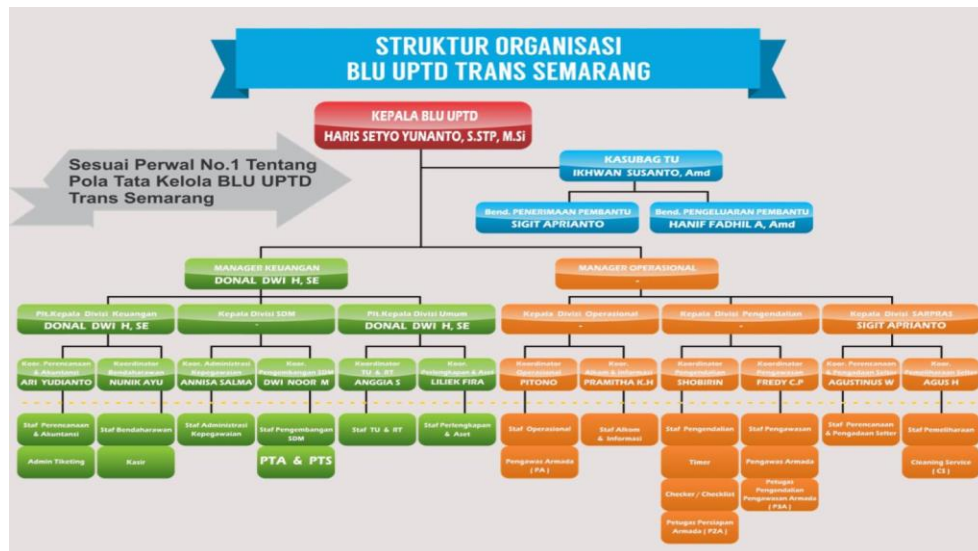 STRUKTUR ORGANISASI
BLU UPTD TRANS SEMARANG
KEPALA BLU UPTD
HARIS SETYO YUNANTO, S.STP, M.Si
Sesuai Perwal No.1 Tentang
Pola Tata Kelola BLU UPTD
Trans Semarang
KASUBAG TU
IKHWAN SUSANTO, Amd
Bend. PENERIMAAN PEMBANTU
SIGIT APRIANTO
Bend. PENGELUARAN PEMBANTU
HANIF FADHIL A, Amd
MANAGER KEUANGAN
DONAL DWI H, SE
MANAGER OPERASIONAL
-
Plt.Kepala Divisi Keuangan
DONAL DWI H, SE
Kepala Divisi SDM
-
Plt.Kepala Divisi Umum
DONAL DWI H, SE
Kepala Divisi Operasional
-
Kepala Divisi Pengendalian
-
Kepala Divisi SARPRAS
SIGIT APRIANTO
Koor. Perencanaan
& Akuntansi
ARI YUDIANTO
Koordinator
Bendaharawan
NUNIK AYU
Koor. Administrasi
Kepegawaian
ANNISA SALMA
Koor.
Pengembangan SDM
DWI NOOR M
Koordinator
TU & RT
ANGGIA S
Koor.
Perlengkapan & Aset
LILIEK FIRA
Koordinator
Operasional
PITONO
Koor.
& Informasi
PRAMITHA K.H
Koordinator
Pengendalian
SHOBIRIN
Koordinator
Pengawasan
FREDY C.P
Koor. Perencanaan
& Pengadaan Selter
AGUSTINUS W
Koor.
Pemeliharaan Selter
AGUS H
Staf Perencanaan
& Akuntansi
Staf Bendaharawan
Staf Administrasi
Kepegawaian
Staf Pengembangan
SDM
Staf TU & RT
Staf Perlengkapan
& Aset
Staf Operasional
Staf Alkom
& Informasi
Staf Pengendalian
Staf Pengawasan
Staf Perencanaan
& Pengadaan Selter
Staf Pemeliharaan
Admin Tiketing
Kasir
PTA & PTS
Pengawas Armada
( PA )
Timer
Pengawas Armada
Cleaning Service
( CS )
Checker / Checklist
Petugas
Pengendalian
Pengawasan Armada
( P3A )
Petugas Persiapan
Armada ( P2A )